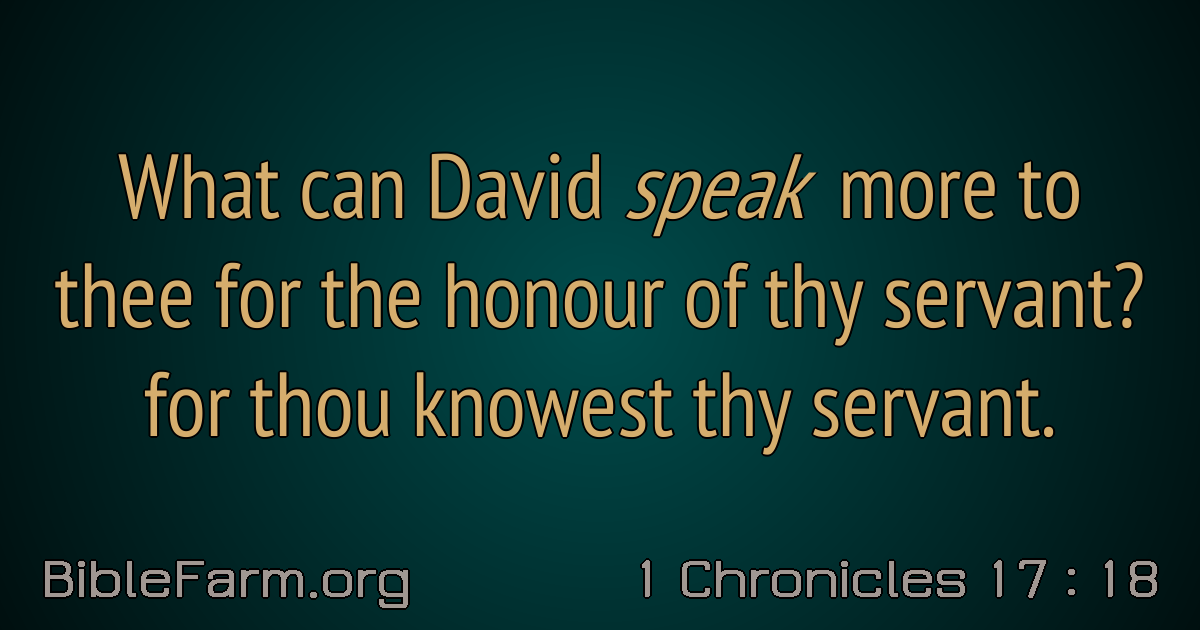 What can David speak more to
thee for the honour of thy servant?
for thou knowest thy servant.
BibleFarm.org
1 Chronicles 17 : 18